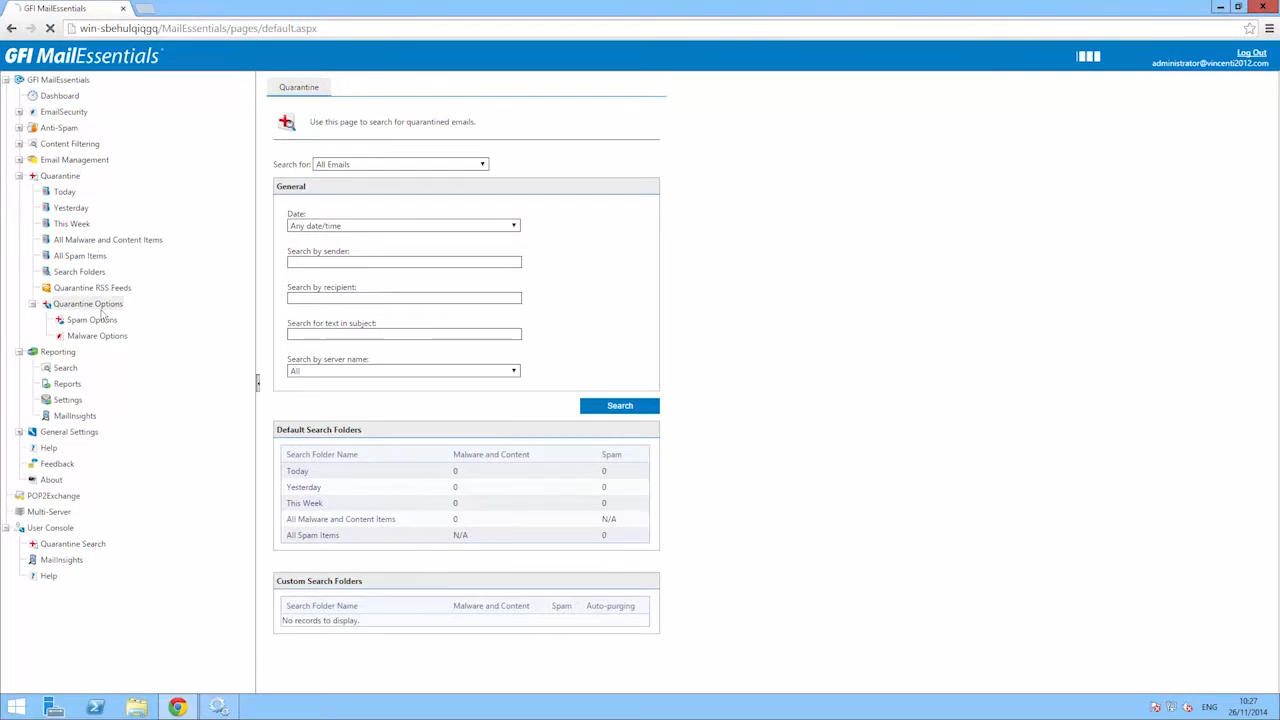 GFI MailEssentials
win-sbehulqiqgq/MailEssentials/pages/default.aspx
GFI MailEssentials
Log Out
administrator@vincenti2012.com
GFI MailEssentials
Dashboard
EmailSecurity
Anti-Spam
Content Filtering
Email Management
Quarantine
Today
Yesterday
This Week
All Malware and Content Items
All Spam Items
Search Folders
Quarantine RSS Feeds
Quarantine Options
Spam Options
Malware Options
Reporting
Search
Reports
Settings
MailInsights
General Settings
Help
Feedback
About
POP2Exchange
Multi-Server
User Console
Quarantine Search
MailInsights
Help
Quarantine
Use this page to search for quarantined emails.
Search for: All Emails
General
Date:
Any date/time
Search by sender:
Search by recipient:
Search for text in subject:
Search by server name:
All
Search
Default Search Folders
Search Folder Name Malware and Content Spam
Today 0 0
Yesterday 0 0
This Week 0 0
All Malware and Content Items 0 N/A
All Spam Items N/A 0
Custom Search Folders
Search Folder Name Malware and Content Spam Auto-purging
No records to display.
ENG
10:27
26/11/2014